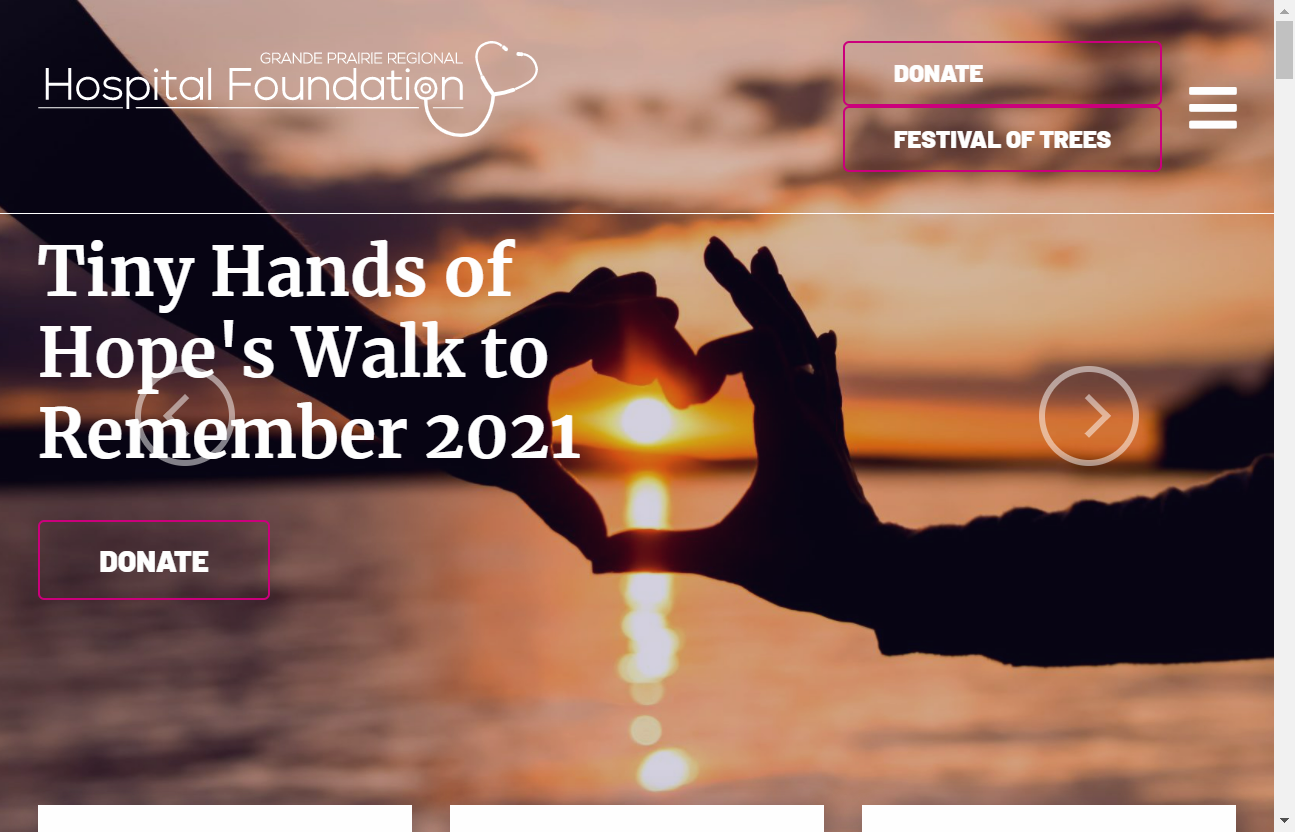 GRANDE PRAIRIE REGIONAL
Hospital Foundation
DONATE
FESTIVAL OF TREES
Tiny Hands of
Hope's Walk to
Remember 2021
DONATE